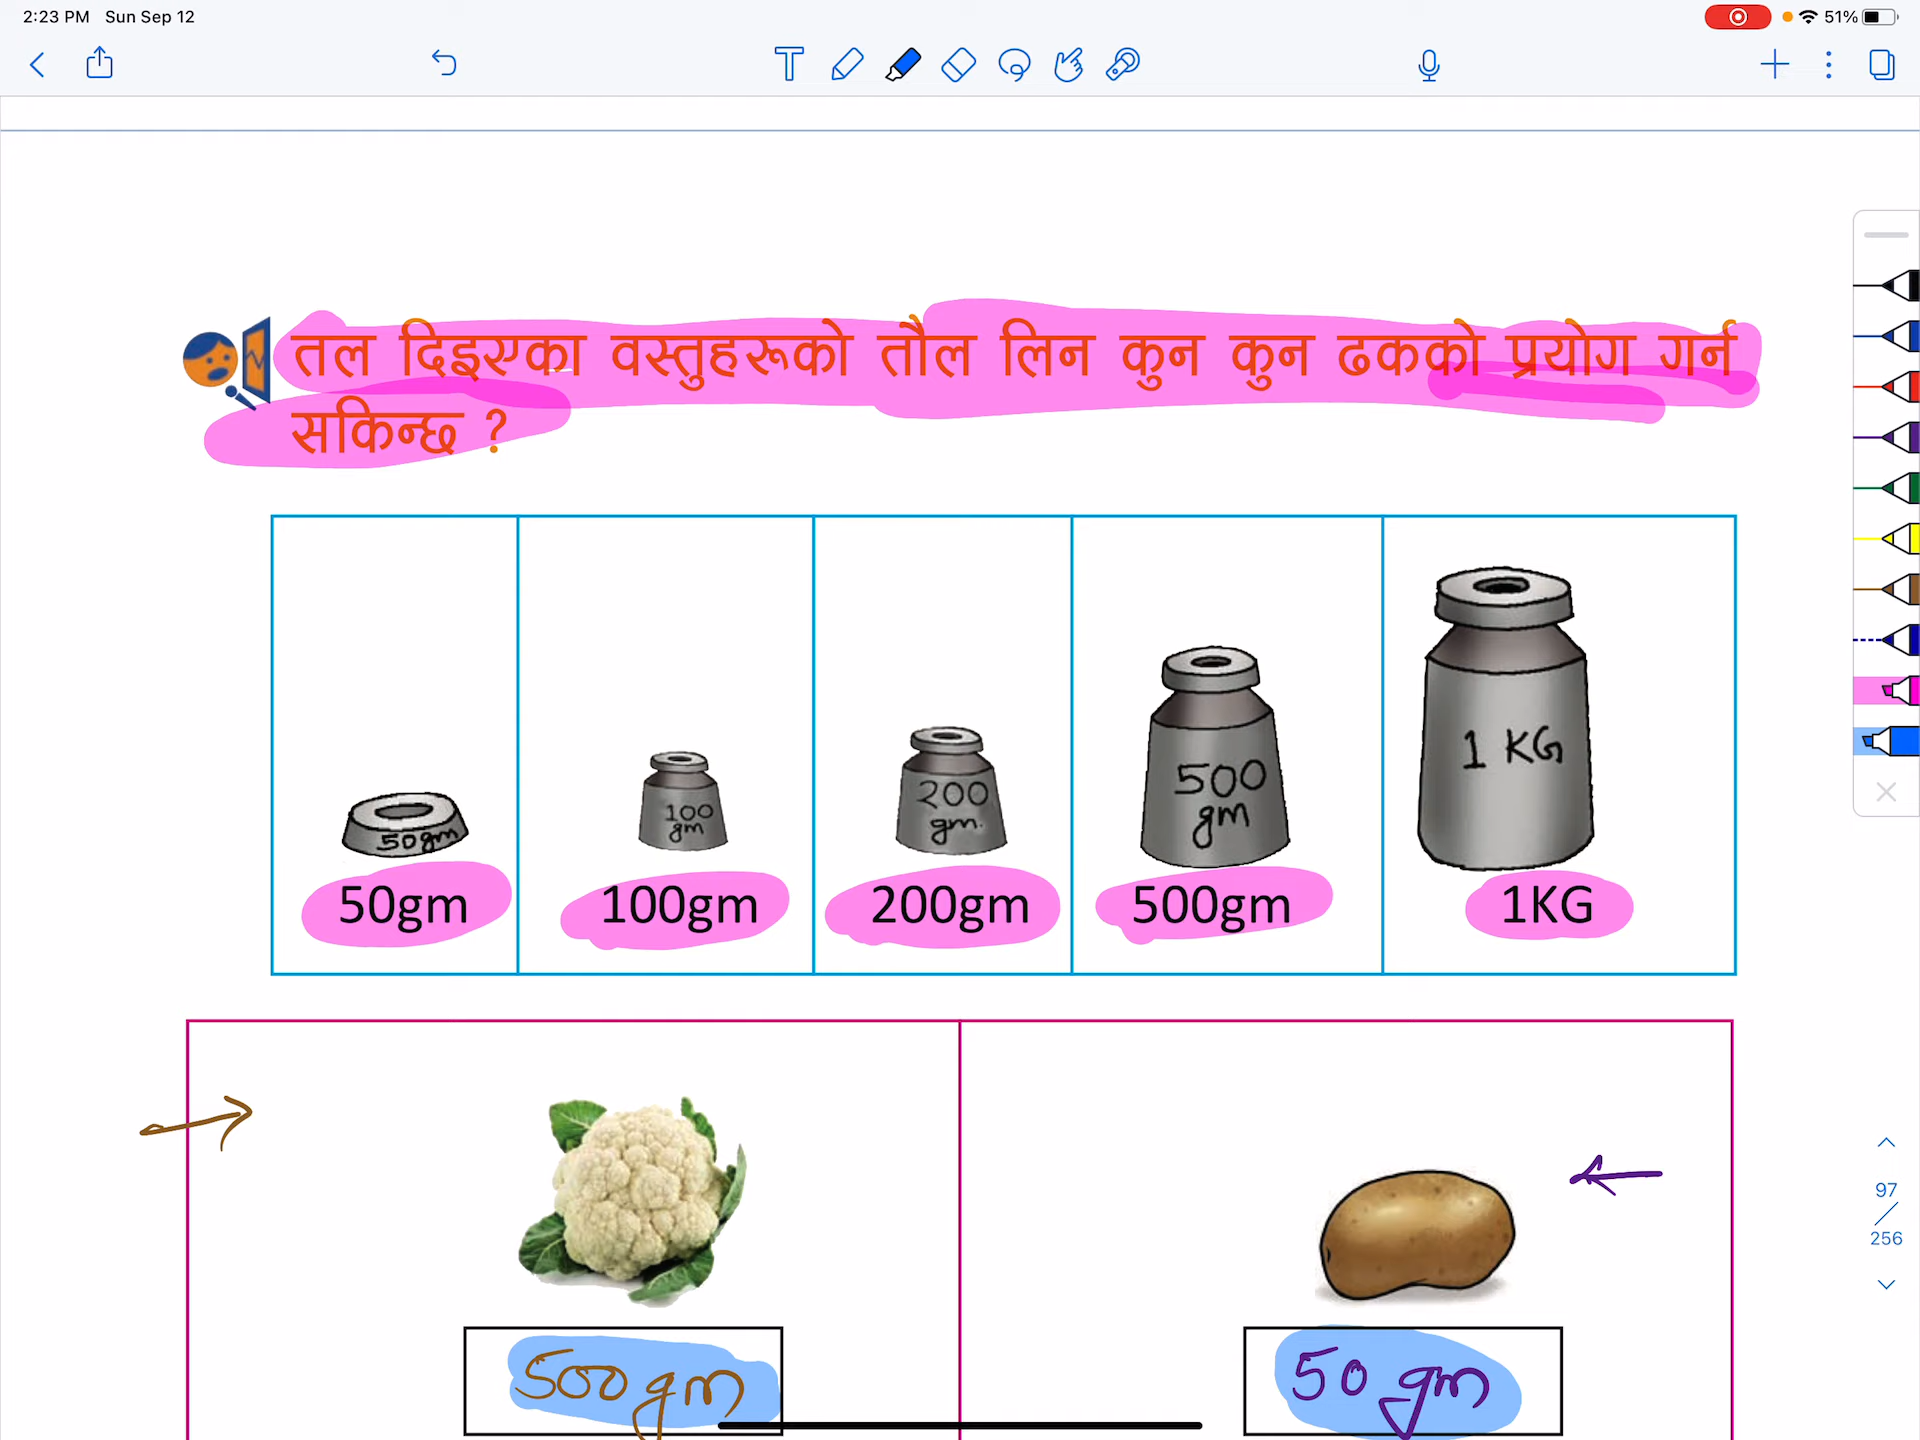 2:23 PM Sun Sep 12
51%
तल दिइएका वस्तुहरूको तौल लिन कुन कुन ढकको प्रयोग गर्न
सकिन्छ ?
50gm
100
gm
200
gm.
500
gm
1 KG
50gm 100gm 200gm 500gm 1KG
97
/
256
500 gm
50 gm